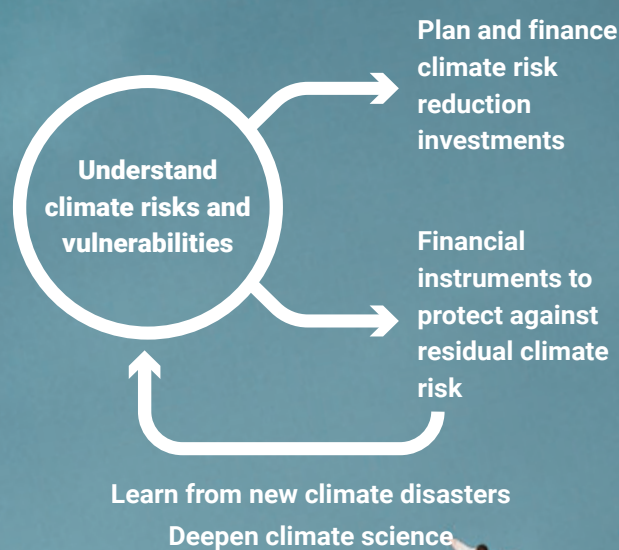 Plan and finance
climate risk
reduction
investments
Understand
climate risks and
vulnerabilities
Financial
instruments to
protect against
residual climate
risk
Learn from new climate disasters
Deepen climate science